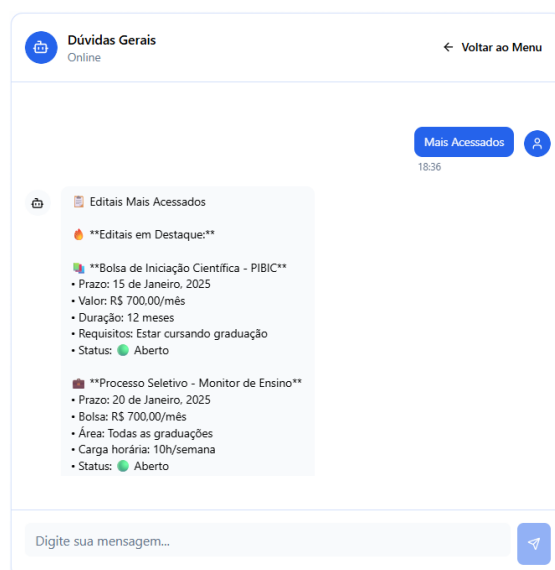 Dúvidas Gerais
Online
← Voltar ao Menu
Mais Acessados
18:36
📋 Editais Mais Acessados
🔥 **Editais em Destaque:**
📚 **Bolsa de Iniciação Científica - PIBIC**
• Prazo: 15 de Janeiro, 2025
• Valor: R$ 700,00/mês
• Duração: 12 meses
• Requisitos: Estar cursando graduação
• Status: 🟢 Aberto
💼 **Processo Seletivo - Monitor de Ensino**
• Prazo: 20 de Janeiro, 2025
• Bolsa: R$ 700,00/mês
• Área: Todas as graduações
• Carga horária: 10h/semana
• Status: 🟢 Aberto
Digite sua mensagem...